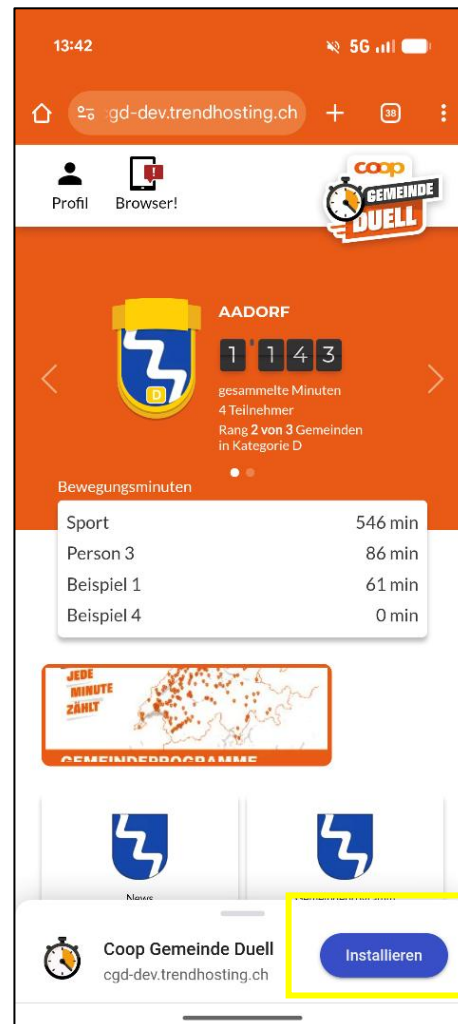 13:42
5G
:gd-dev.trendhosting.ch
38
Profil
Browser!
coop
GEMEINDE
DUELL
AADORF
1'143
gesammelte Minuten
4 Teilnehmer
Rang 2 von 3 Gemeinden
in Kategorie D
D
Bewegungsminuten
Sport 546 min
Person 3 86 min
Beispiel 1 61 min
Beispiel 4 0 min
JEDE
MINUTE
ZÄHLT
GEMEINDEPROGRAMME
News
Gemeindeprogramm
Coop Gemeinde Duell
cgd-dev.trendhosting.ch
Installieren